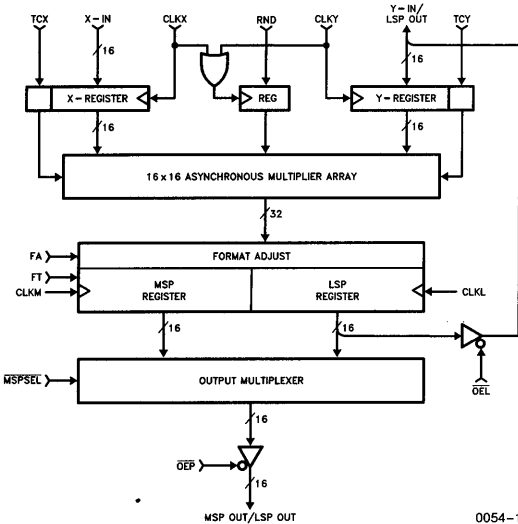 TCX X-IN CLKX RND CLKY Y-IN/ LSP OUT TCY
16 16
X-REGISTER REG Y-REGISTER
16 16
16 x 16 ASYNCHRONOUS MULTIPLIER ARRAY
32
FA FORMAT ADJUST
FT
CLKM MSP REGISTER LSP REGISTER CLKL
16 16
MSPSEL OUTPUT MULTIPLEXER OEL
16
OEP
16
MSP OUT/LSP OUT
0054-1